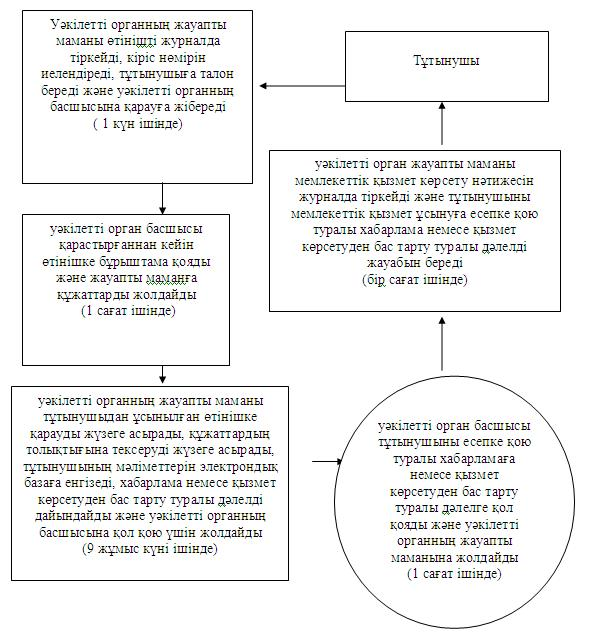 Уәкілетті органның жауапты
маманы өтінішті журналда
тіркейді, кіріс нөмірін
иелендіреді, тұтынушыға талон
береді және уәкілетті органның
басшысына қарауға жібереді
( 1 күн ішінде)
Тұтынушы
уәкілетті орган басшысы
қарастырғаннан кейін
өтінішке бұрыштама қояды
және жауапты маманға
құжаттарды жолдайды
(1 сағат ішінде)
уәкілетті органның жауапты маманы
тұтынушыдан ұсынылған өтінішке
қарауды жүзеге асырады, құжаттардың
толықтығына тексеруді жүзеге асырады,
тұтынушының мәліметтерін электрондық
базаға енгізеді, хабарлама немесе қызмет
көрсетуден бас тарту туралы дәлелді
дайындайды және уәкілетті органның
басшысына қол қою үшін жолдайды
(9 жұмыс күні ішінде)
уәкілетті орган басшысы
тұтынушыны есепке қою
туралы хабарламаға
немесе қызмет
көрсетуден бас тарту
туралы дәлелге қол
қояды және уәкілетті
органның жауапты
маманына жолдайды
(1 сағат ішінде)
уәкілетті орган жауапты маманы
мемлекеттік қызмет көрсету нәтижесін
журналда тіркейді және тұтынушыны
мемлекеттік қызмет ұсынуға есепке қою
туралы хабарлама немесе қызмет
көрсетуден бас тарту туралы дәлелді
жауабын береді
(бір сағат ішінде)